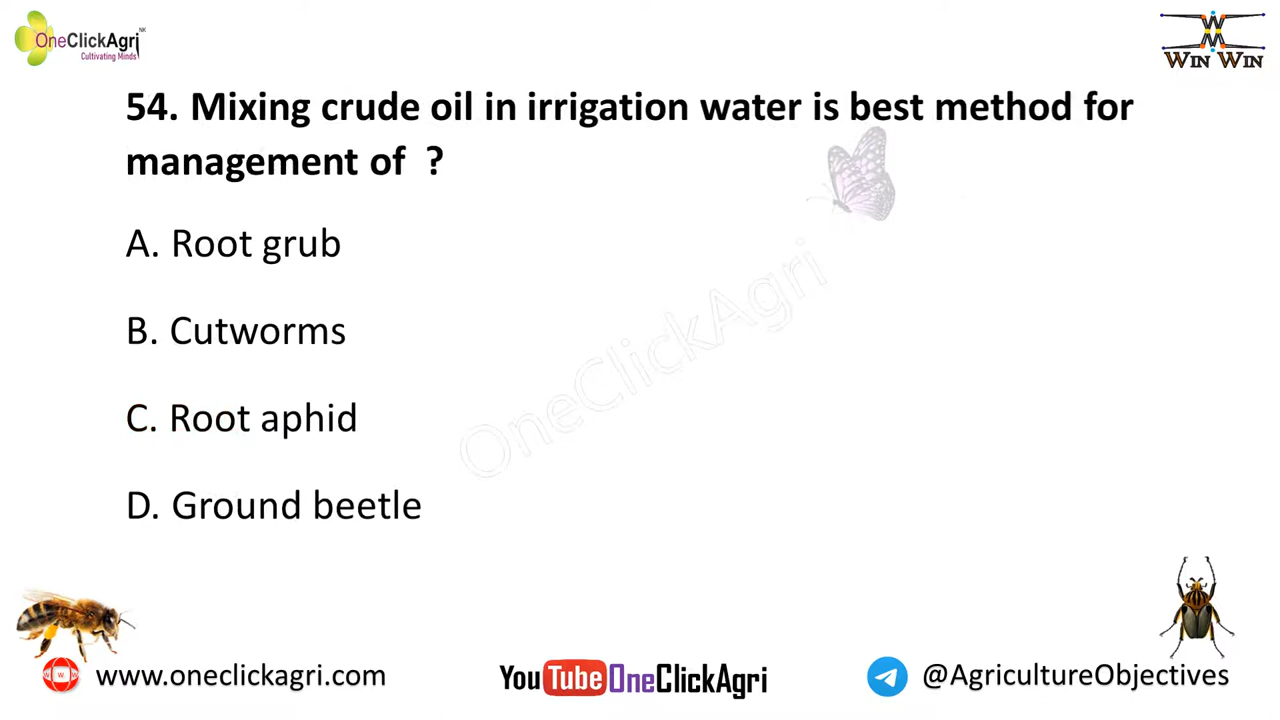 OneClickAgri
NK
Cultivating Minds
WIN WIN
54. Mixing crude oil in irrigation water is best method for
management of ?
A. Root grub
B. Cutworms
C. Root aphid
D. Ground beetle
OneClickAgri
www.oneclickagri.com
YouTube OneClickAgri
@AgricultureObjectives